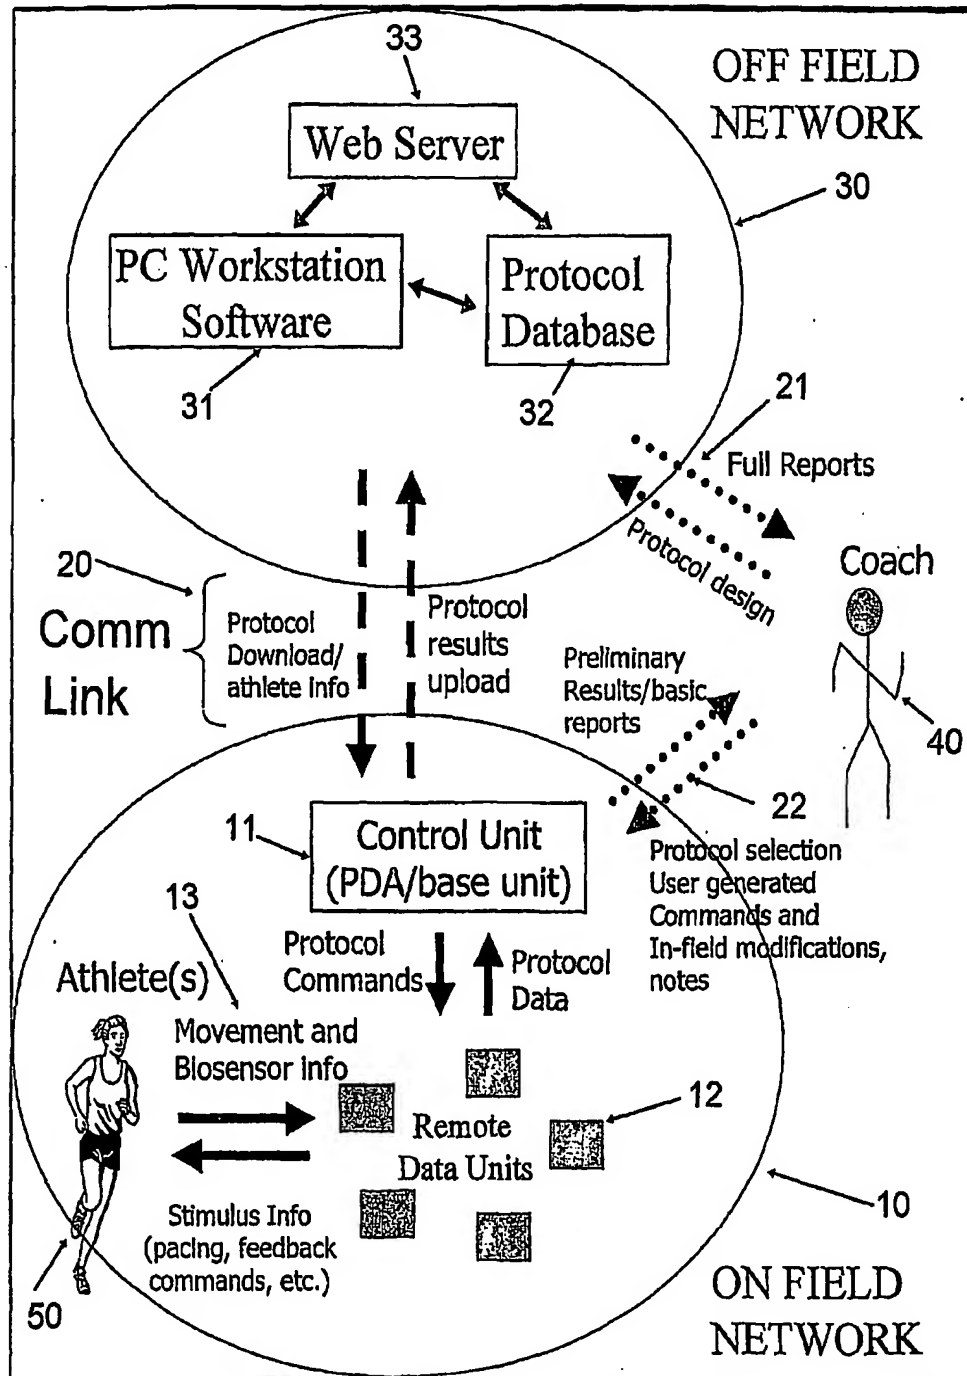 33
OFF FIELD
NETWORK
Web Server
30
PC Workstation
Software
Protocol
Database
31
32
21
Full Reports
Protocol design
Coach
20
Comm
Link
Protocol
Download/
athlete info
Protocol
results
upload
Preliminary
Results/basic
reports
40
22
11
Control Unit
(PDA/base unit)
Protocol selection
User generated
Commands and
In-field modifications,
notes
13
Protocol
Commands
Protocol
Data
Athlete(s)
Movement and
Biosensor info
12
Remote
Data Units
10
Stimulus Info
(pacing, feedback
commands, etc.)
50
ON FIELD
NETWORK